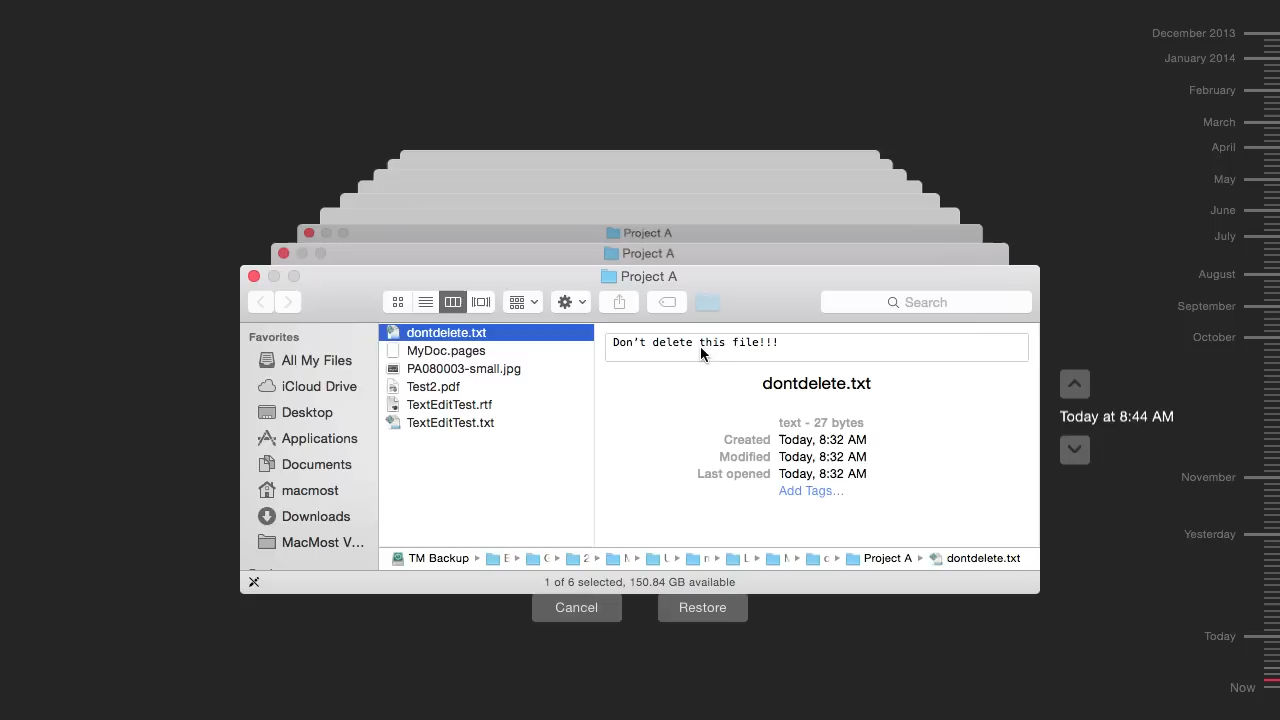 December 2013
January 2014
February
March
April
May
June
July
August
September
October
November
Yesterday
Today
Now
Project A
Project A
Project A
Search
Favorites
All My Files
iCloud Drive
Desktop
Applications
Documents
macmost
Downloads
MacMost V...
dontdelete.txt
MyDoc.pages
PA080003-small.jpg
Test2.pdf
TextEditTest.rtf
TextEditTest.txt
Don't delete this file!!!
dontdelete.txt
text - 27 bytes
Created Today, 8:32 AM
Modified Today, 8:32 AM
Last opened Today, 8:32 AM
Add Tags...
Today at 8:44 AM
TM Backup Project A dontdelete.txt
1 of 6 selected, 150.84 GB available
Cancel Restore